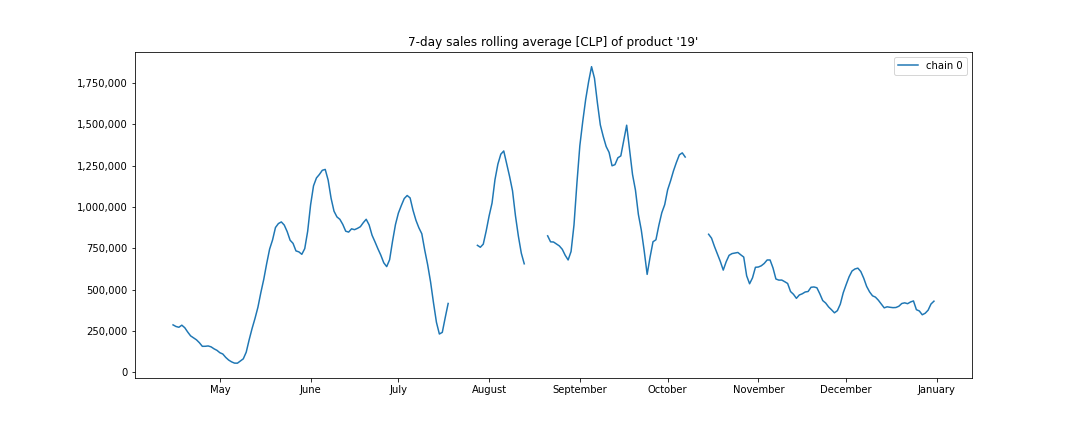 7-day sales rolling average [CLP] of product '19'
chain 0
1,750,000
1,500,000
1,250,000
1,000,000
750,000
500,000
250,000
0
May June July August September October November December January